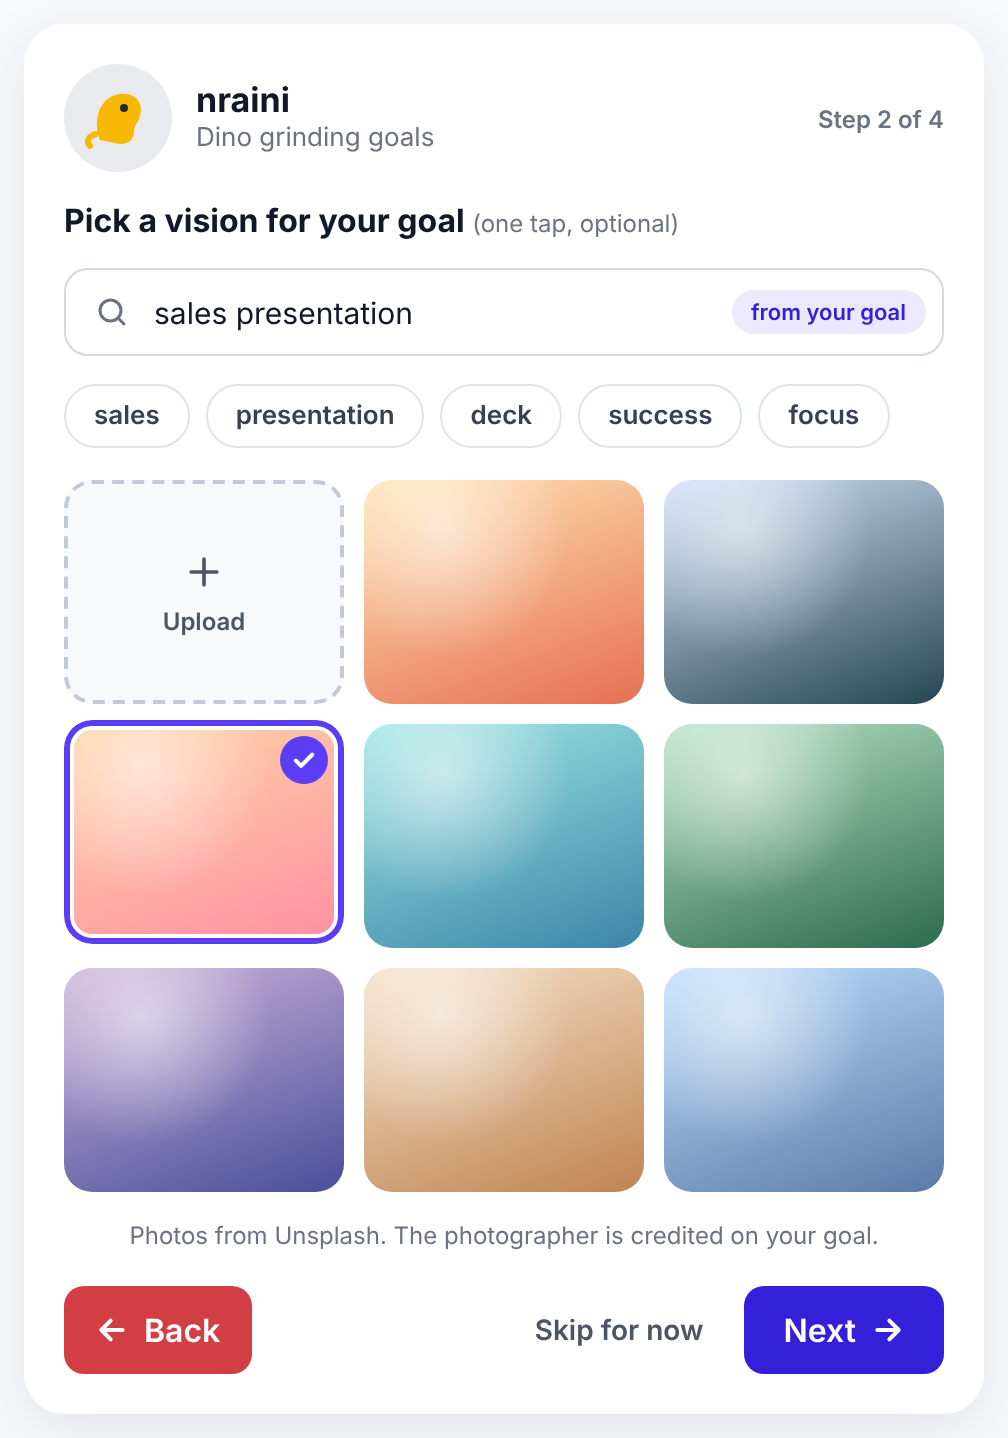 nraini
Dino grinding goals
Step 2 of 4
Pick a vision for your goal (one tap, optional)
sales presentation from your goal
sales presentation deck success focus
Upload
Photos from Unsplash. The photographer is credited on your goal.
Back Skip for now Next